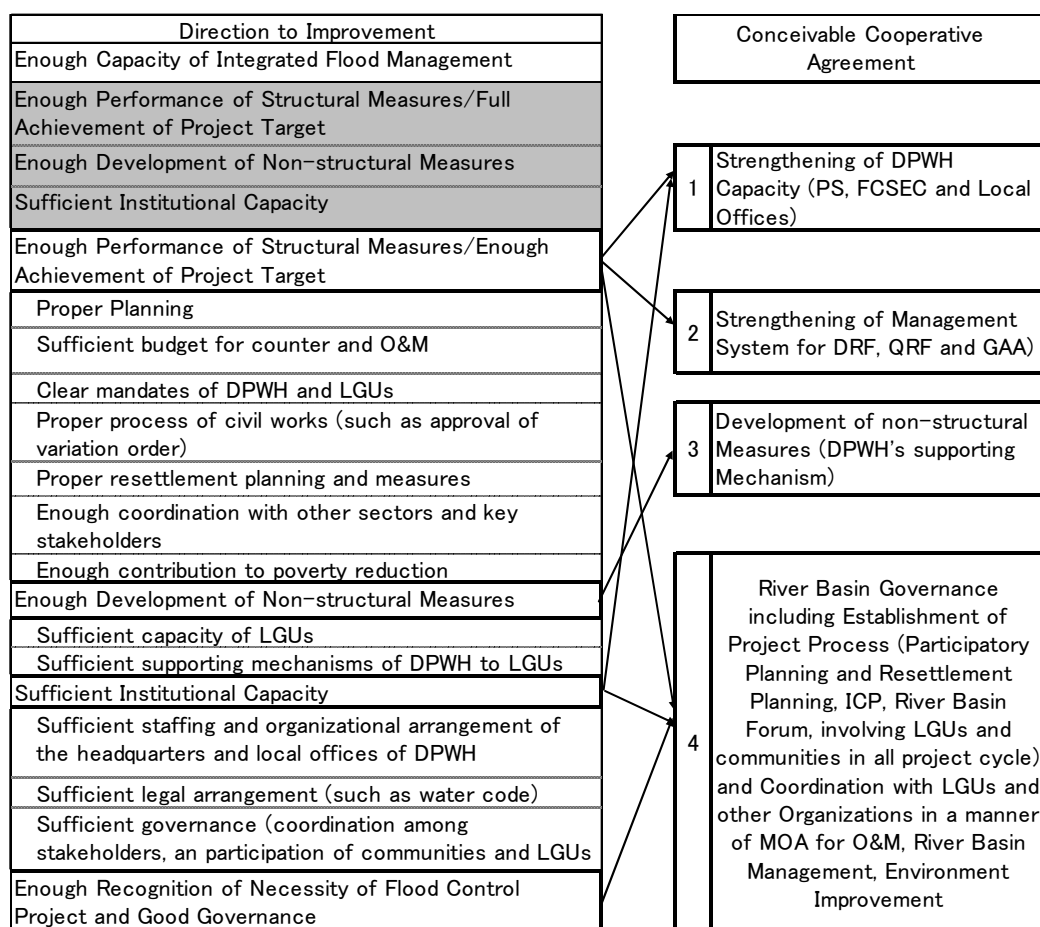 Direction to Improvement
Enough Capacity of Integrated Flood Management
Enough Performance of Structural Measures/Full
Achievement of Project Target
Enough Development of Non-structural Measures
Sufficient Institutional Capacity
Enough Performance of Structural Measures/Enough
Achievement of Project Target
Proper Planning
Sufficient budget for counter and O&M
Clear mandates of DPWH and LGUs
Proper process of civil works (such as approval of
variation order)
Proper resettlement planning and measures
Enough coordination with other sectors and key
stakeholders
Enough contribution to poverty reduction
Enough Development of Non-structural Measures
Sufficient capacity of LGUs
Sufficient supporting mechanisms of DPWH to LGUs
Sufficient Institutional Capacity
Sufficient staffing and organizational arrangement of
the headquarters and local offices of DPWH
Sufficient legal arrangement (such as water code)
Sufficient governance (coordination among
stakeholders, an participation of communities and LGUs
Enough Recognition of Necessity of Flood Control
Project and Good Governance
Conceivable Cooperative
Agreement
1
Strengthening of DPWH
Capacity (PS, FCSEC and Local
Offices)
2
Strengthening of Management
System for DRF, QRF and GAA)
3
Development of non-structural
Measures (DPWH's supporting
Mechanism)
4
River Basin Governance
including Establishment of
Project Process (Participatory
Planning and Resettlement
Planning, ICP, River Basin
Forum, involving LGUs and
communities in all project cycle)
and Coordination with LGUs and
other Organizations in a manner
of MOA for O&M, River Basin
Management, Environment
Improvement